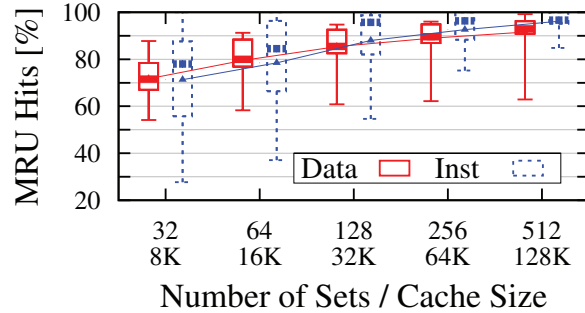 MRU Hits [%]
100
80
60
40
20
Data Inst
32 64 128 256 512
8K 16K 32K 64K 128K
Number of Sets / Cache Size